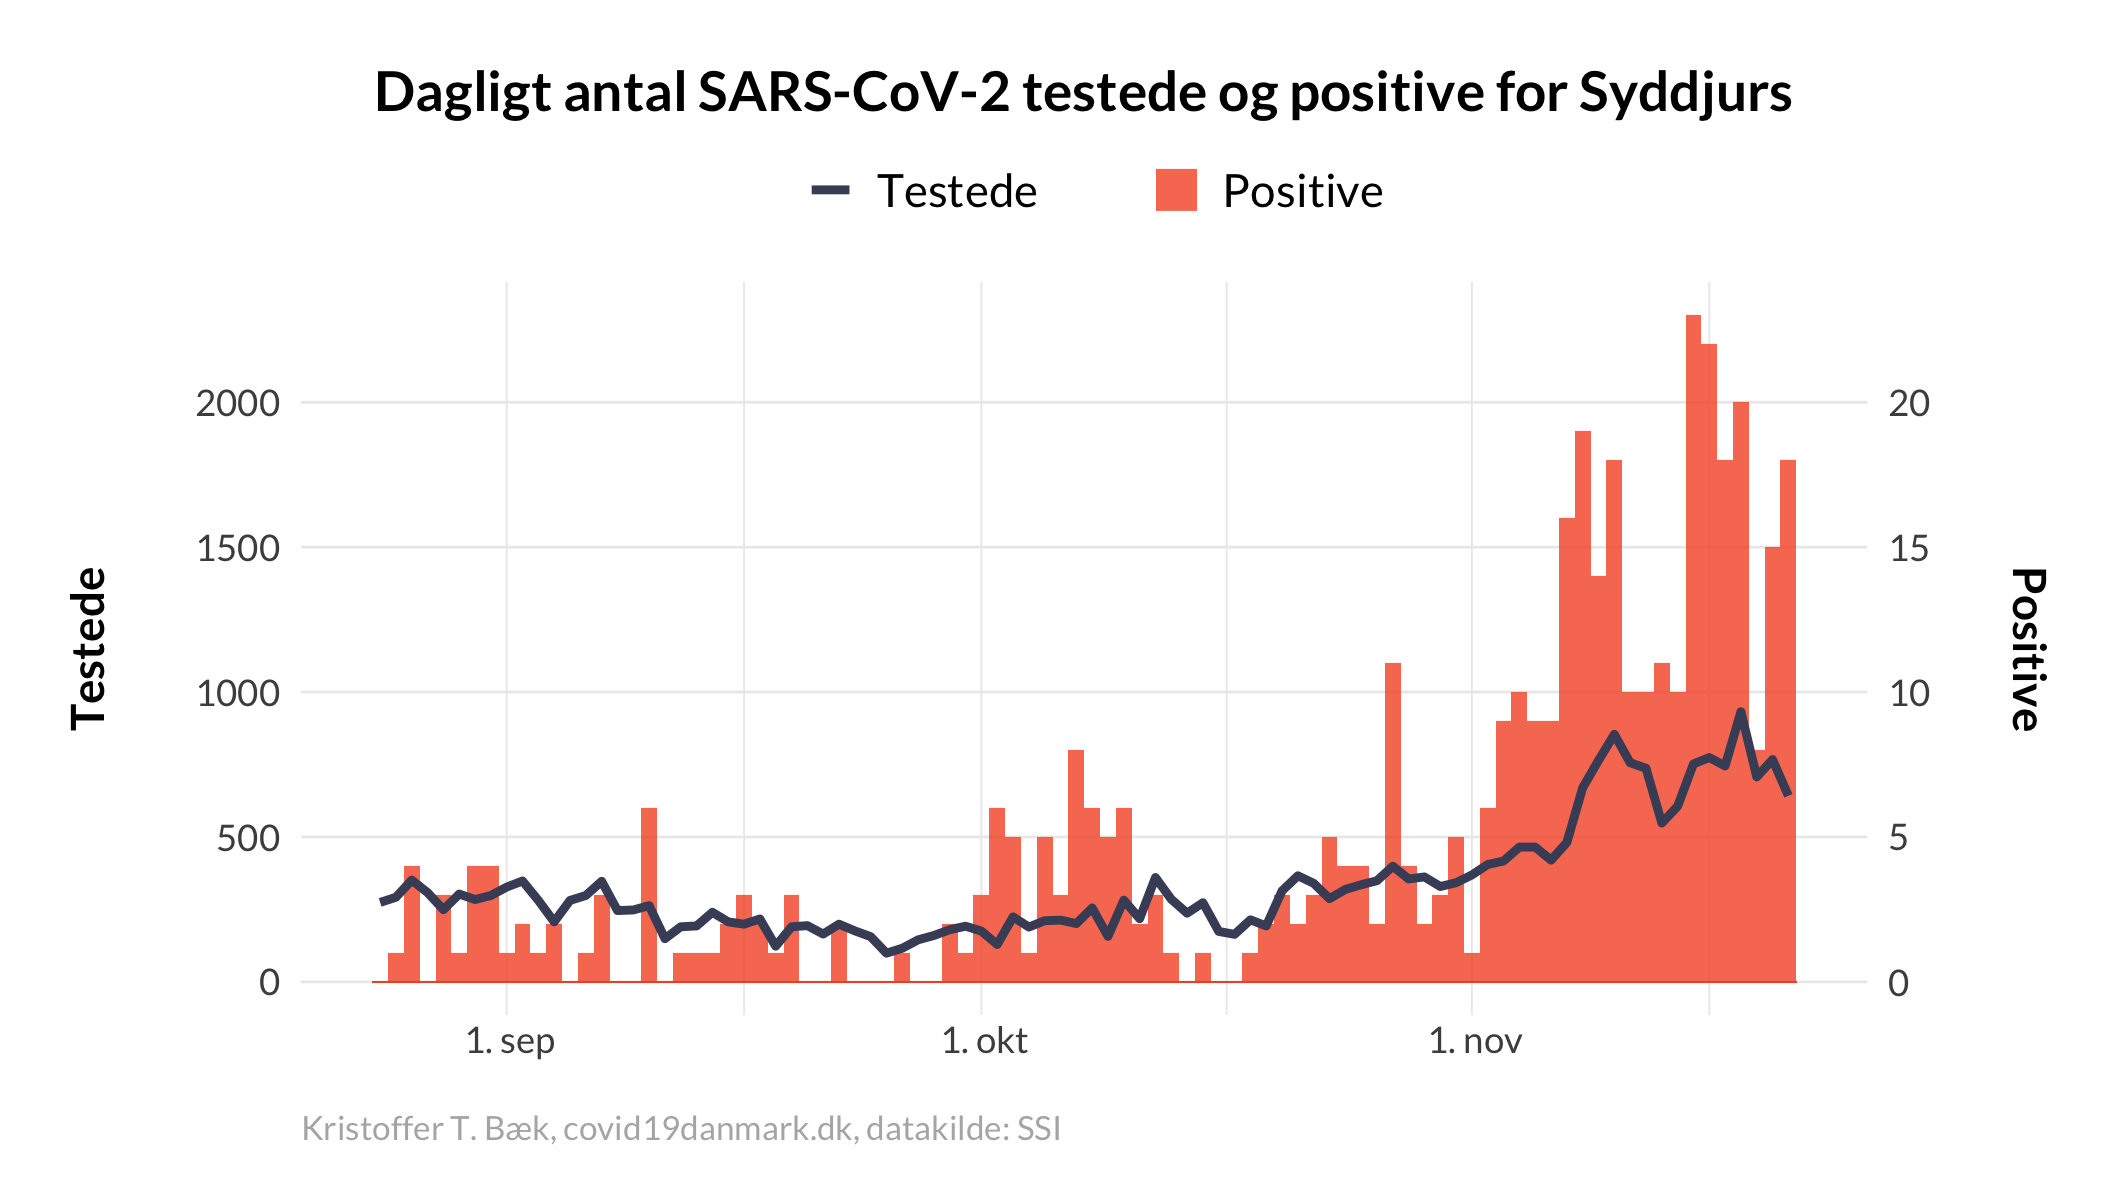 Dagligt antal SARS-CoV-2 testede og positive for Syddjurs
Testede
Positive
2000
1500
1000
500
0
Testede
20
15
10
5
0
Positive
1. sep
1. okt
1. nov
Kristoffer T. Bæk, covid19danmark.dk, datakilde: SSI